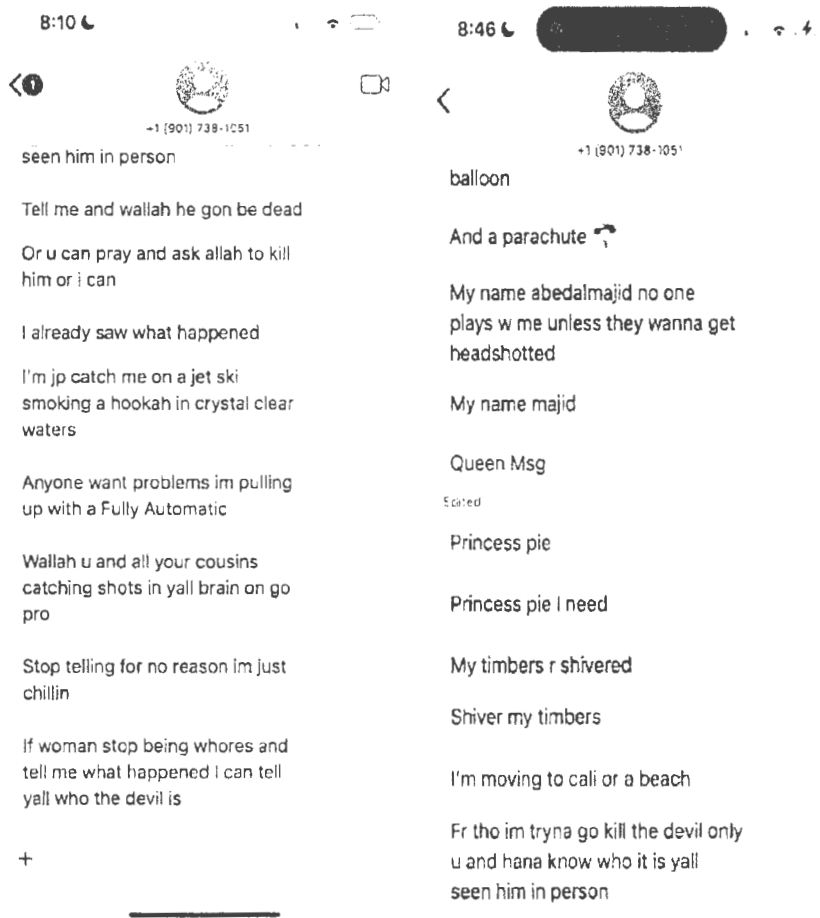 8:10
1
+1 (901) 738-1051
seen him in person
Tell me and wallah he gon be dead
Or u can pray and ask allah to kill
him or i can
I already saw what happened
I'm jp catch me on a jet ski
smoking a hookah in crystal clear
waters
Anyone want problems im pulling
up with a Fully Automatic
Wallah u and all your cousins
catching shots in yall brain on go
pro
Stop telling for no reason im just
chillin
If woman stop being whores and
tell me what happened I can tell
yall who the devil is
+
8:46
+1 (901) 738-1051
balloon
And a parachute
My name abedalmajid no one
plays w me unless they wanna get
headshotted
My name majid
Queen Msg
Edited
Princess pie
Princess pie I need
My timbers r shivered
Shiver my timbers
I'm moving to cali or a beach
Fr tho im tryna go kill the devil only
u and hana know who it is yall
seen him in person